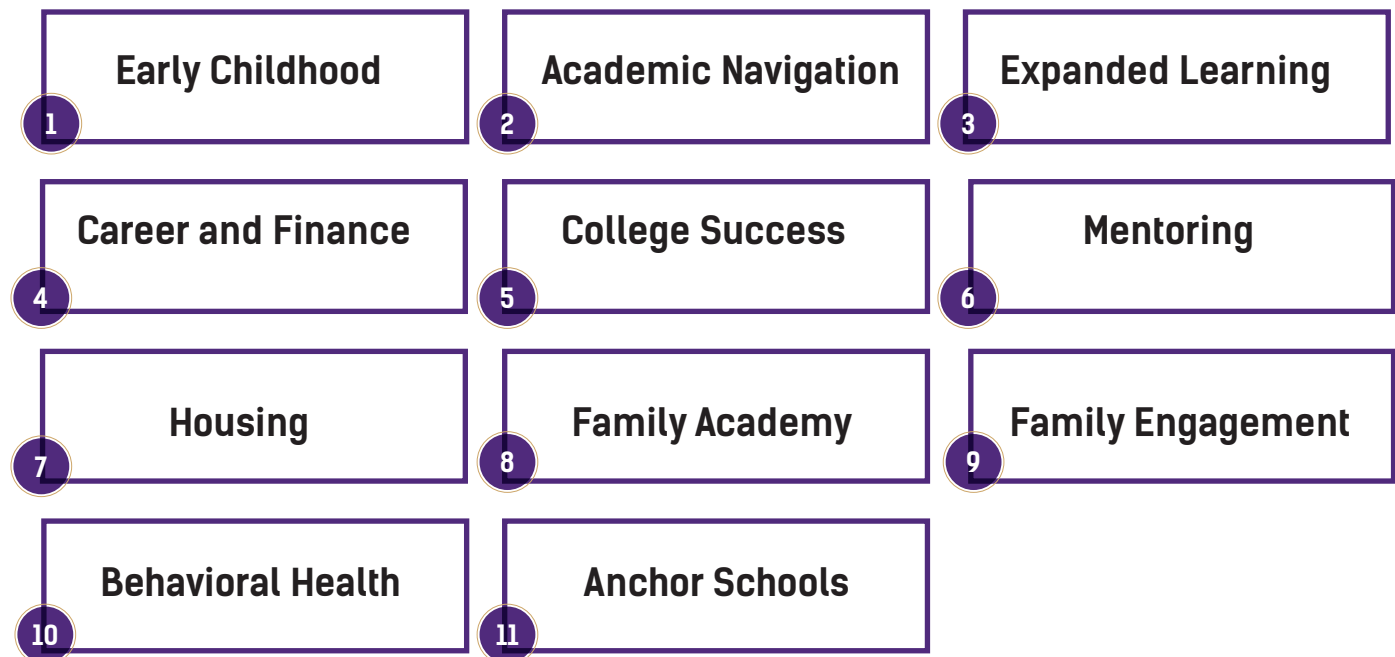 Early Childhood
1
Academic Navigation
2
Expanded Learning
3
Career and Finance
4
College Success
5
Mentoring
6
Housing
7
Family Academy
8
Family Engagement
9
Behavioral Health
10
Anchor Schools
11